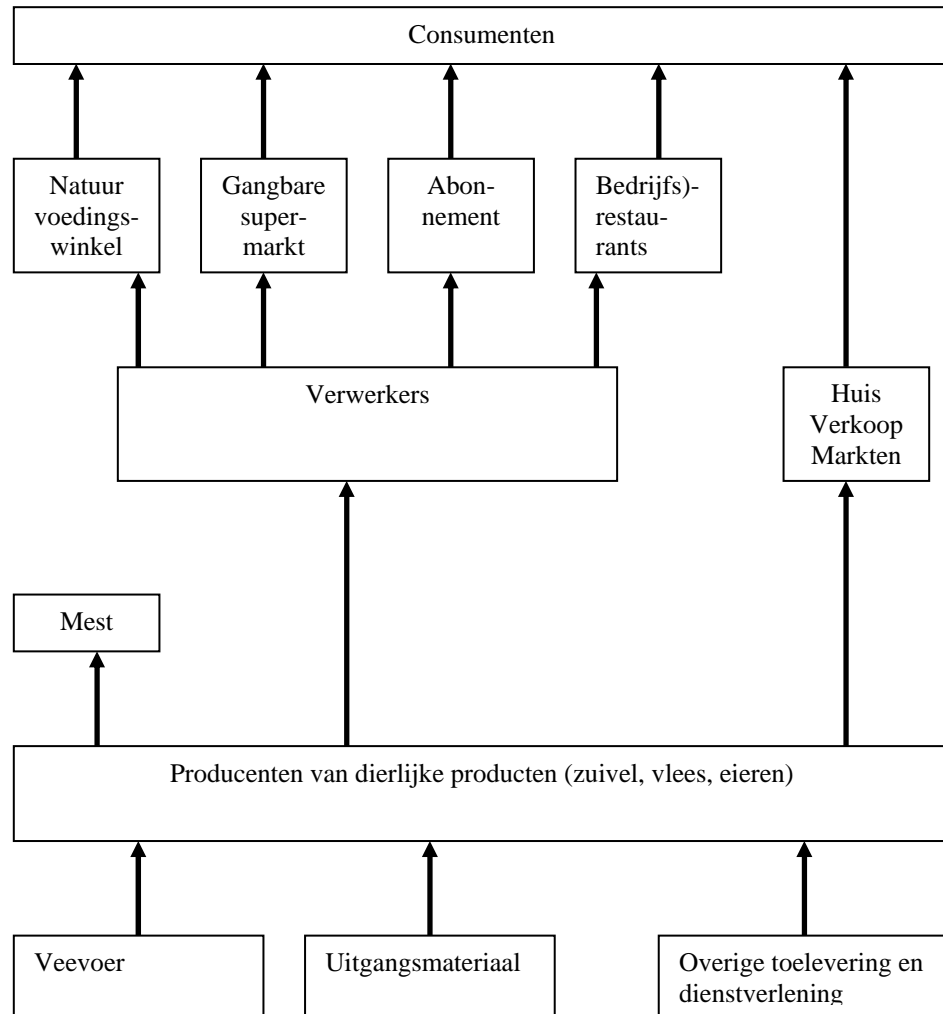 Consumenten
Natuur
voedings-
winkel
Gangbare
super-
markt
Abon-
nement
Bedrijfs)-
restau-
rants
Verwerkers
Huis
Verkoop
Markten
Mest
Producenten van dierlijke producten (zuivel, vlees, eieren)
Veevoer
Uitgangsmateriaal
Overige toelevering en
dienstverlening